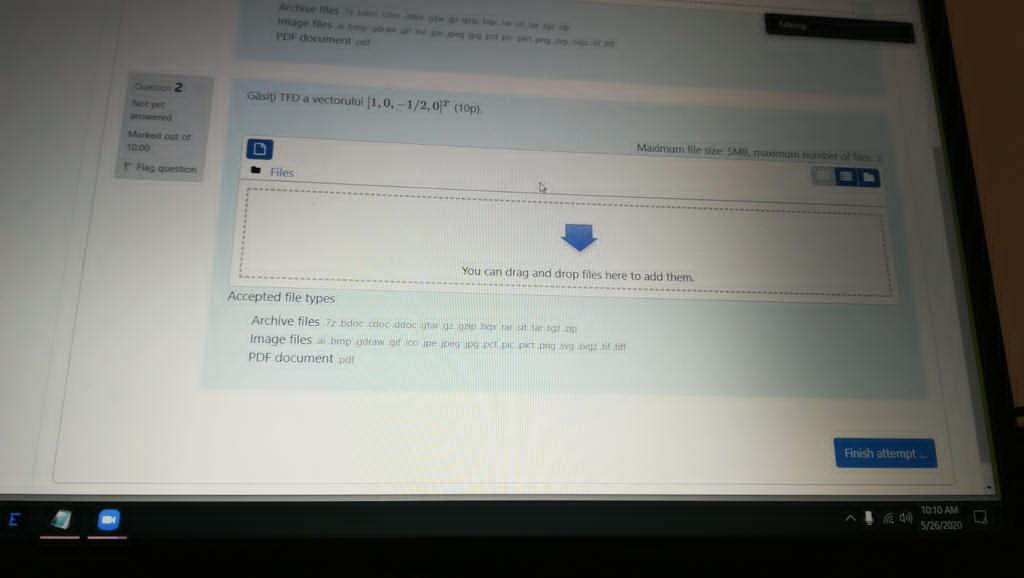 Archive files .7z .bdoc .cdoc .ddoc .gtar .gz .gzip .hqx .rar .sit .tar .tgz .zip
Image files .ai .bmp .gdraw .gif .ico .jpe .jpeg .jpg .pct .pic .pict .png .svg .svgz .tif .tiff
PDF document .pdf
Question 2
Not yet
answered
Marked out of
10.00
Flag question
Găsiți TFD a vectorului [1, 0, −1/2, 0]ᵀ (10p).
Maximum file size: 5MB, maximum number of files:
Files
You can drag and drop files here to add them.
Accepted file types
Archive files .7z .bdoc .cdoc .ddoc .gtar .gz .gzip .hqx .rar .sit .tar .tgz .zip
Image files .ai .bmp .gdraw .gif .ico .jpe .jpeg .jpg .pct .pic .pict .png .svg .svgz .tif .tiff
PDF document .pdf
Finish attempt ...
10:10 AM
5/26/2020